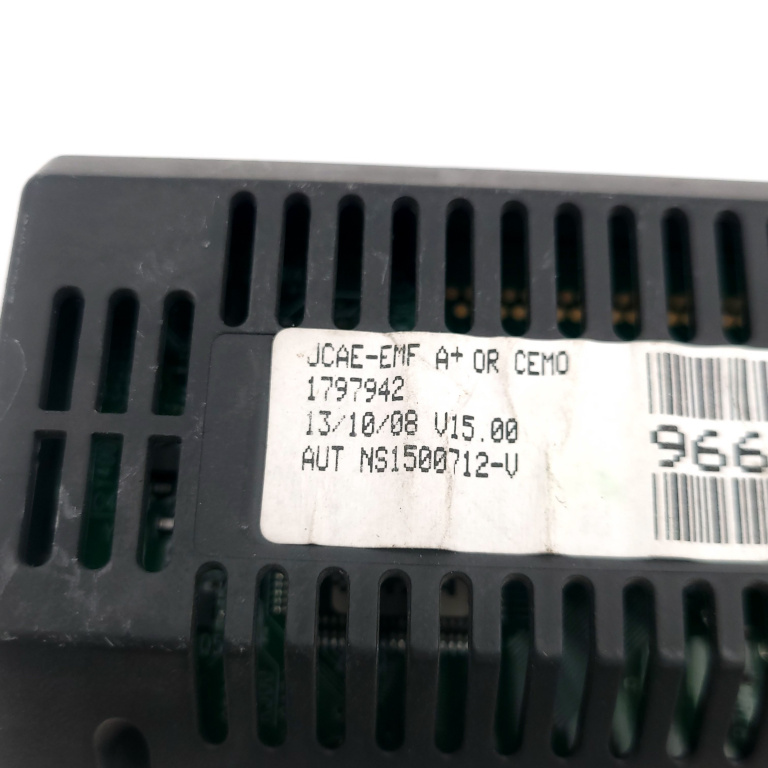 JCAE-EMF A+ OR CEMO
1797942
13/10/08 V15.00
AUT NS1500712-V
966